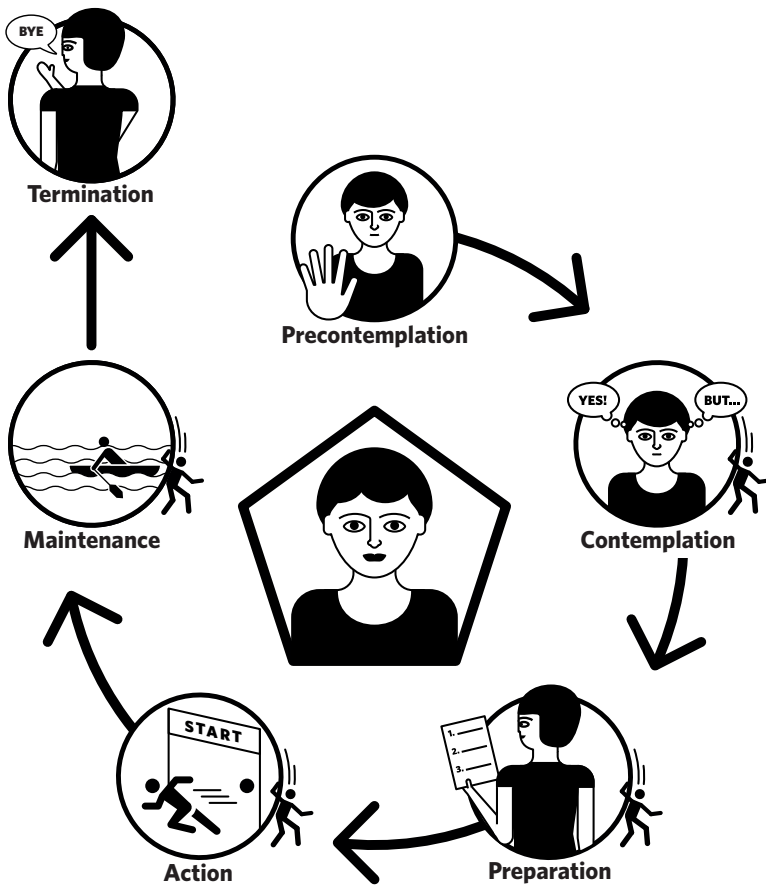 BYE
Termination
Precontemplation
YES!
BUT...
Contemplation
Maintenance
START
Action
1.
2.
3.
Preparation